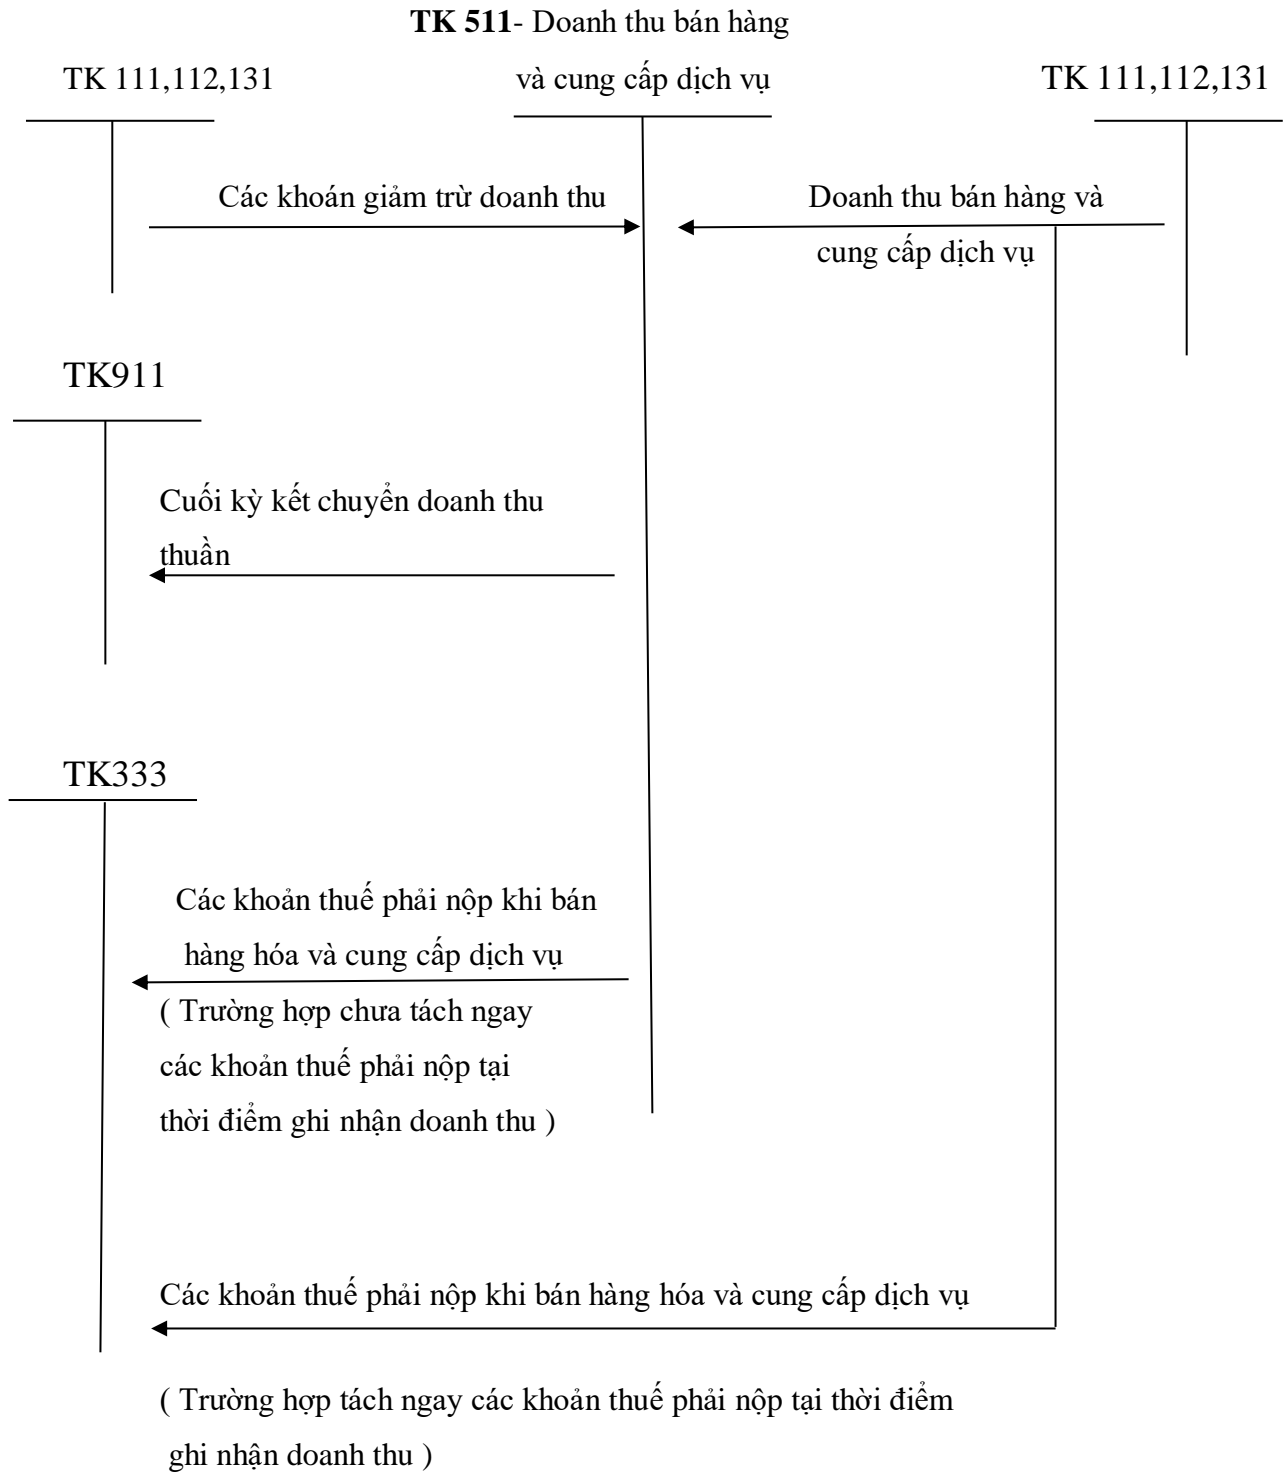 TK 511- Doanh thu bán hàng
và cung cấp dịch vụ
TK 111,112,131
TK 111,112,131
Các khoán giảm trừ doanh thu
Doanh thu bán hàng và
cung cấp dịch vụ
TK911
Cuối kỳ kết chuyển doanh thu
thuần
TK333
Các khoản thuế phải nộp khi bán
hàng hóa và cung cấp dịch vụ
( Trường hợp chưa tách ngay
các khoản thuế phải nộp tại
thời điểm ghi nhận doanh thu )
Các khoản thuế phải nộp khi bán hàng hóa và cung cấp dịch vụ
( Trường hợp tách ngay các khoản thuế phải nộp tại thời điểm
ghi nhận doanh thu )